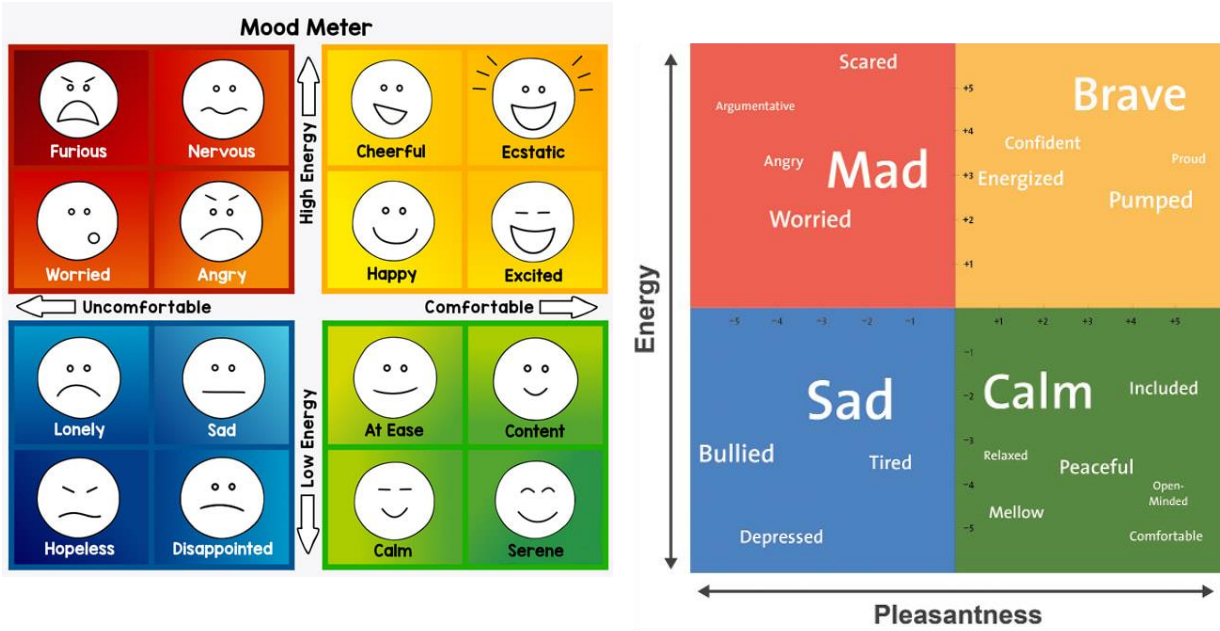 Mood Meter
Furious
Nervous
Cheerful
Ecstatic
High Energy
Worried
Angry
Happy
Excited
Uncomfortable
Comfortable
Lonely
Sad
At Ease
Content
Low Energy
Hopeless
Disappointed
Calm
Serene
Energy
Scared
Argumentative
Angry
Mad
Worried
+5
Brave
+4
Confident
Proud
+3
Energized
Pumped
+2
+1
-5 -4 -3 -2 -1
+1 +2 +3 +4 +5
Sad
Bullied
Tired
Depressed
-1
-2
Calm
Included
-3
Relaxed
Peaceful
-4
Open-
Minded
Mellow
-5
Comfortable
Pleasantness